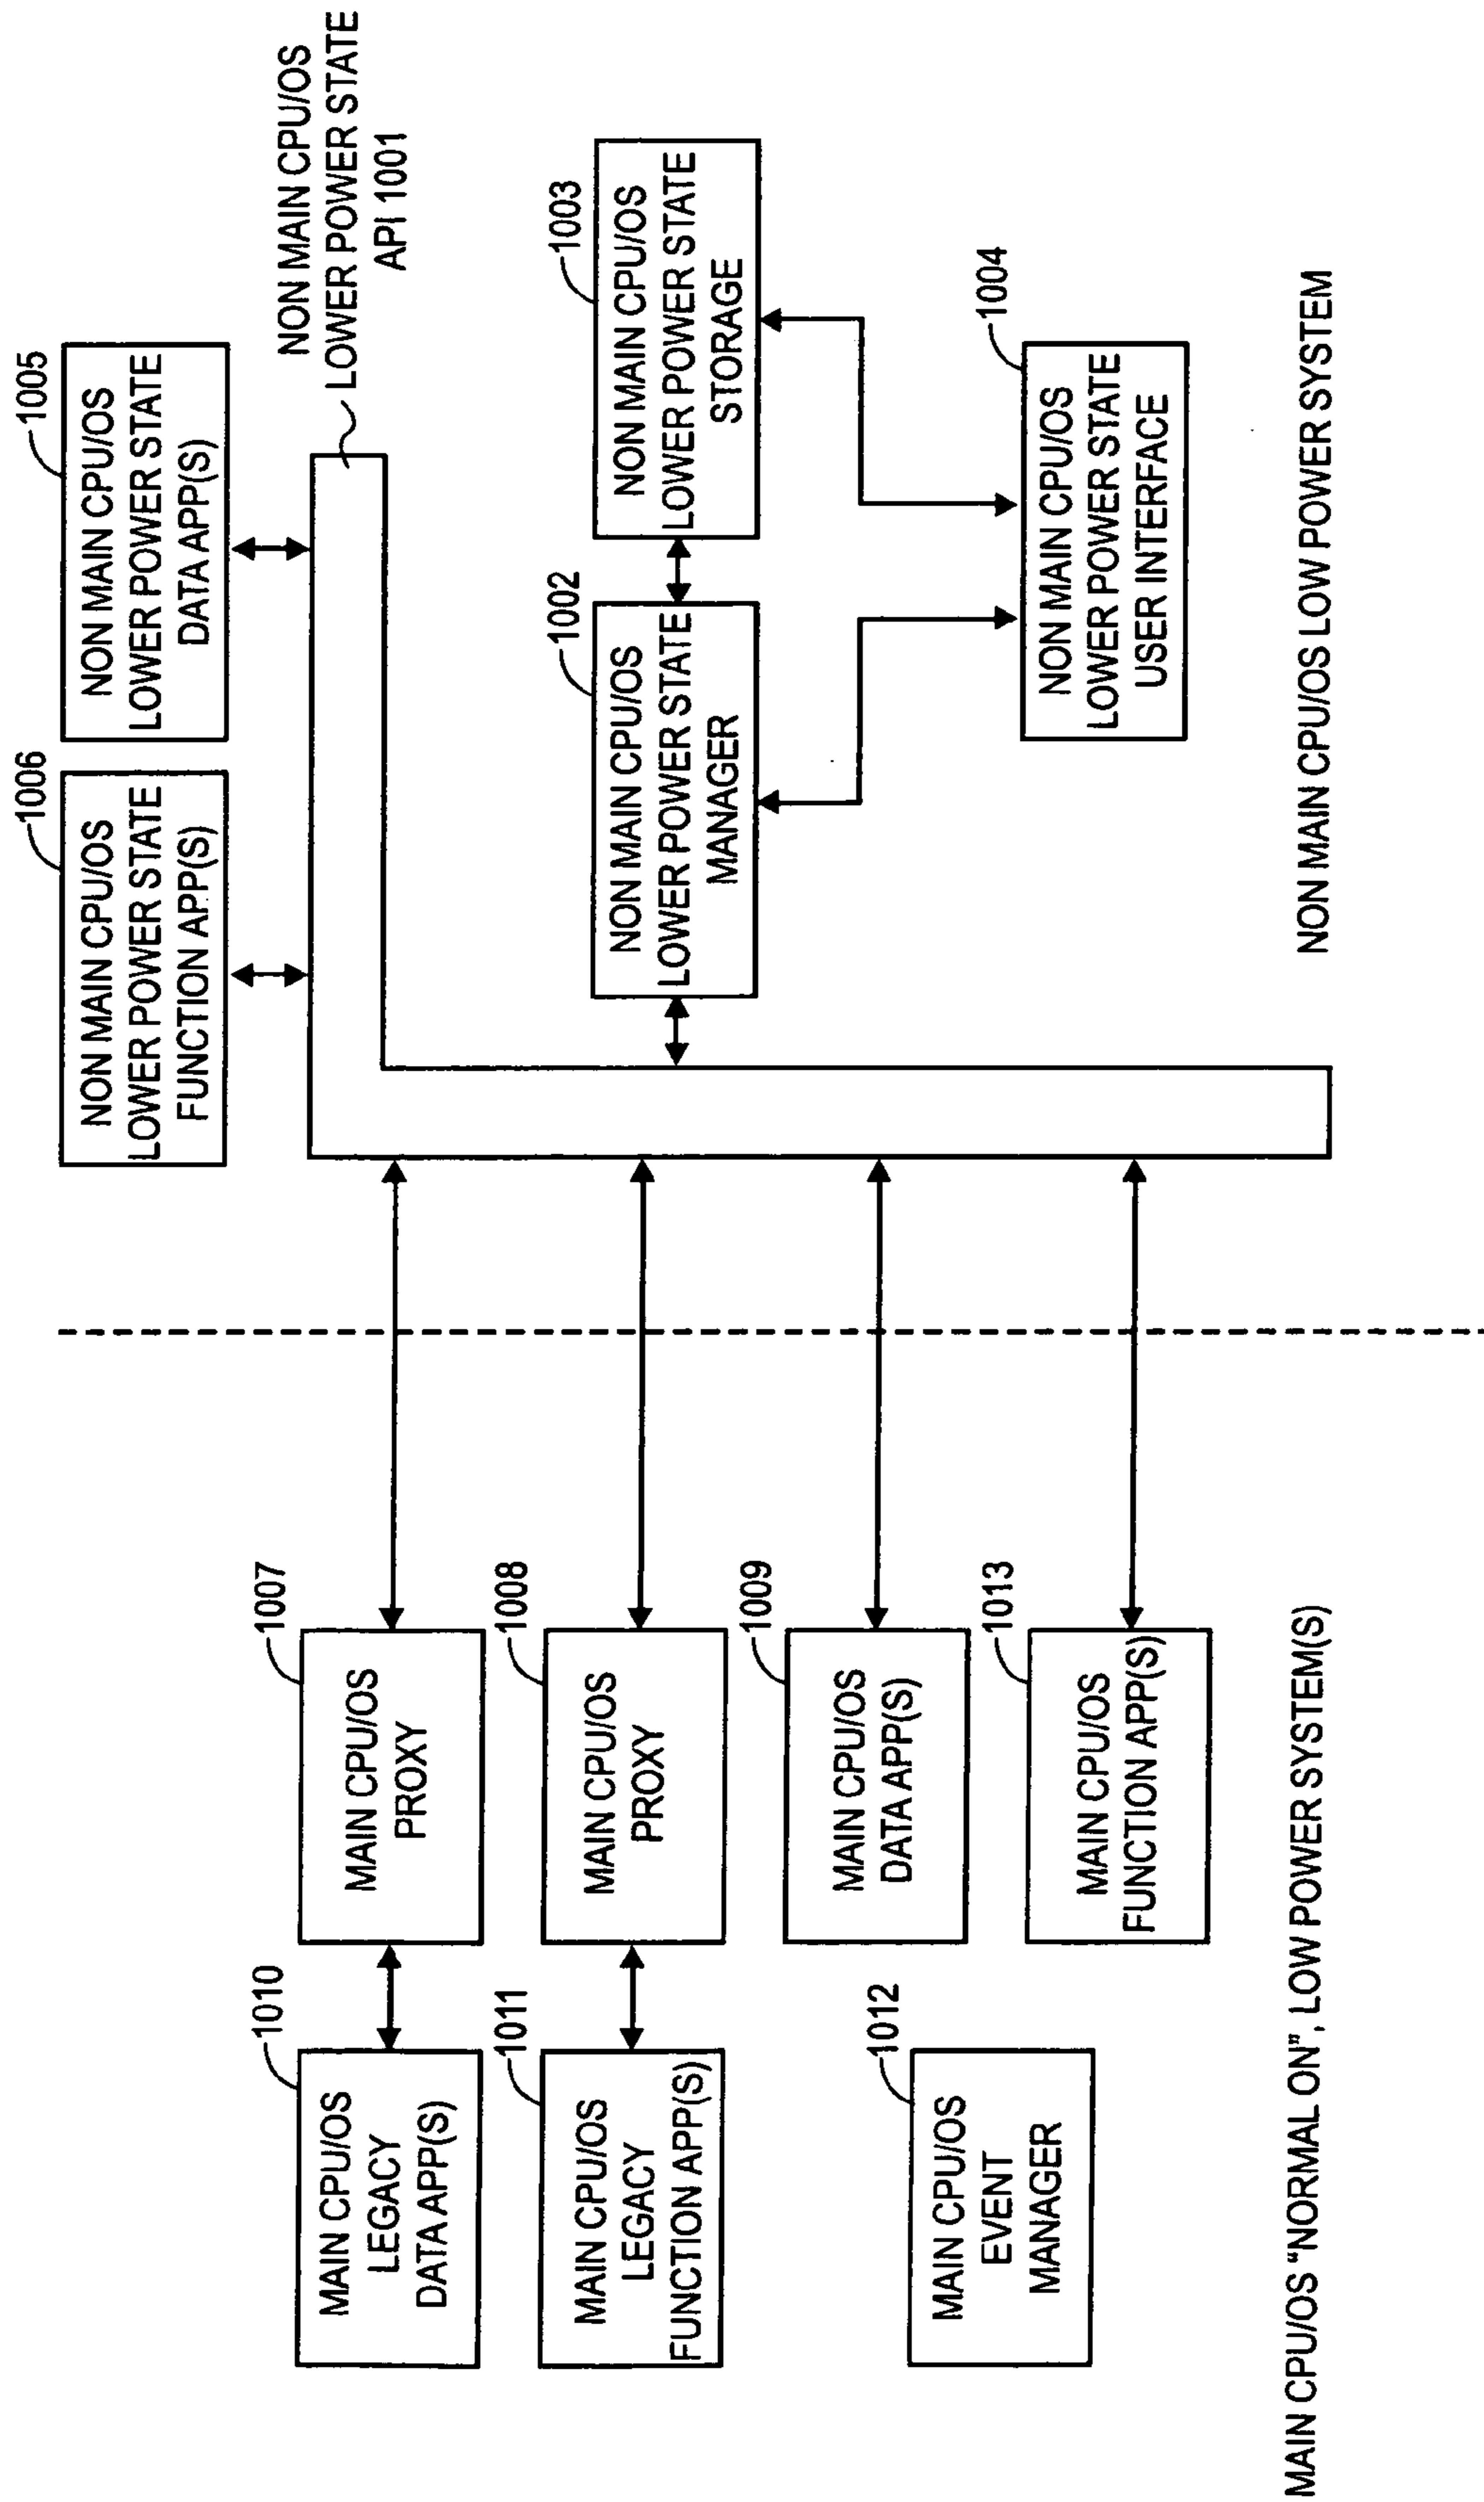 1006
NON MAIN CPU/OS
LOWER POWER STATE
FUNCTION APP(S)
1005
NON MAIN CPU/OS
LOWER POWER STATE
DATA APP(S)
NON MAIN CPU/OS
LOWER POWER STATE
API 1001
1002
NON MAIN CPU/OS
LOWER POWER STATE
MANAGER
1003
NON MAIN CPU/OS
LOWER POWER STATE
STORAGE
1004
NON MAIN CPU/OS
LOWER POWER STATE
USER INTERFACE
NON MAIN CPU/OS LOW POWER SYSTEM
1010
MAIN CPU/OS
LEGACY
DATA APP(S)
1007
MAIN CPU/OS
PROXY
1011
MAIN CPU/OS
LEGACY
FUNCTION APP(S)
1008
MAIN CPU/OS
PROXY
1009
MAIN CPU/OS
DATA APP(S)
1012
MAIN CPU/OS
EVENT
MANAGER
1013
MAIN CPU/OS
FUNCTION APP(S)
MAIN CPU/OS “NORMAL ON”, LOW POWER SYSTEM(S)